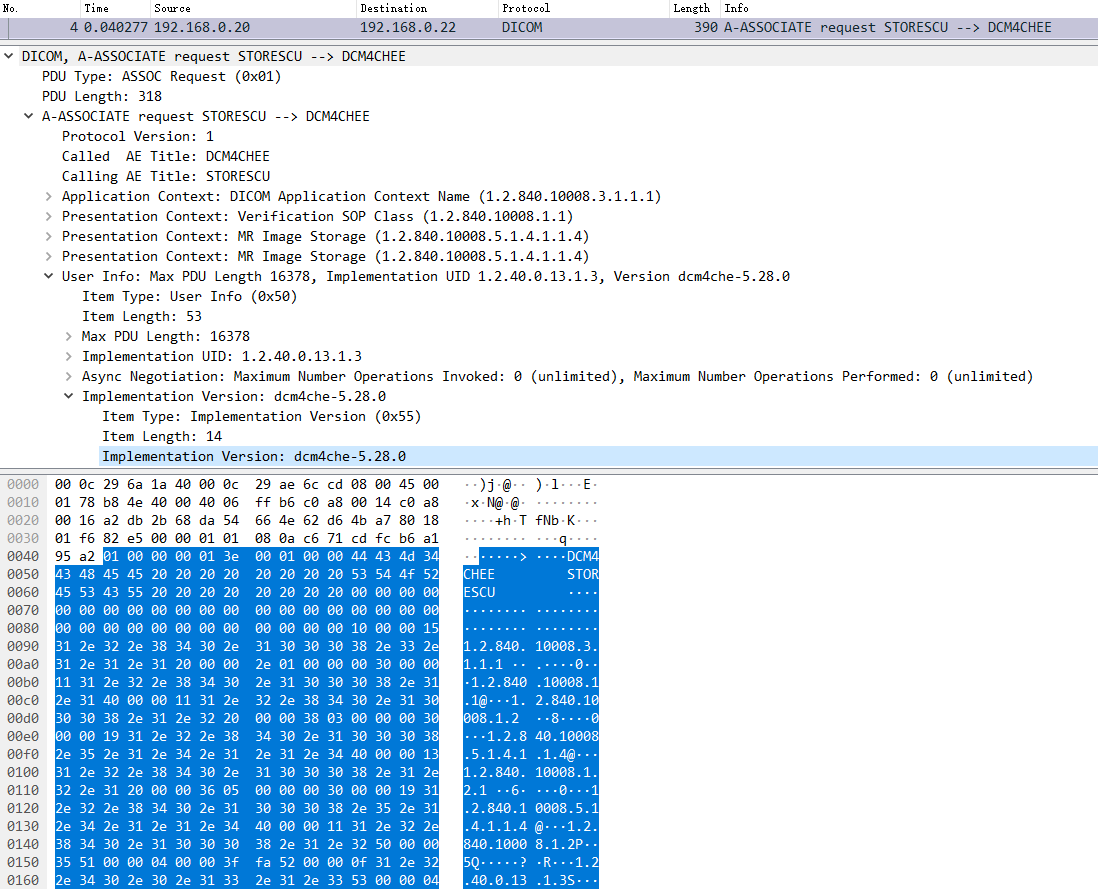 No. Time Source Destination Protocol Length Info
4 0.040277 192.168.0.20 192.168.0.22 DICOM 390 A-ASSOCIATE request STORESCU --> DCM4CHEE
DICOM, A-ASSOCIATE request STORESCU --> DCM4CHEE
PDU Type: ASSOC Request (0x01)
PDU Length: 318
A-ASSOCIATE request STORESCU --> DCM4CHEE
Protocol Version: 1
Called  AE Title: DCM4CHEE
Calling AE Title: STORESCU
Application Context: DICOM Application Context Name (1.2.840.10008.3.1.1.1)
Presentation Context: Verification SOP Class (1.2.840.10008.1.1)
Presentation Context: MR Image Storage (1.2.840.10008.5.1.4.1.1.4)
Presentation Context: MR Image Storage (1.2.840.10008.5.1.4.1.1.4)
User Info: Max PDU Length 16378, Implementation UID 1.2.40.0.13.1.3, Version dcm4che-5.28.0
Item Type: User Info (0x50)
Item Length: 53
Max PDU Length: 16378
Implementation UID: 1.2.40.0.13.1.3
Async Negotiation: Maximum Number Operations Invoked: 0 (unlimited), Maximum Number Operations Performed: 0 (unlimited)
Implementation Version: dcm4che-5.28.0
Item Type: Implementation Version (0x55)
Item Length: 14
Implementation Version: dcm4che-5.28.0
0000 00 0c 29 6a 1a 40 00 0c 29 ae 6c cd 08 00 45 00 ··)j·@·· )·l···E·
0010 01 78 b8 4e 40 00 40 06 ff b6 c0 a8 00 14 c0 a8 ·x·N@·@· ········
0020 00 16 a2 db 2b 68 da 54 66 4e 62 d6 4b a7 80 18 ····+h·T fNb·K···
0030 01 f6 82 e5 00 00 01 01 08 0a c6 71 cd fc b6 a1 ········ ···q····
0040 95 a2 01 00 00 00 01 3e 00 01 00 00 44 43 4d 34 ·······> ····DCM4
0050 43 48 45 45 20 20 20 20 20 20 20 20 53 54 4f 52 CHEE STOR
0060 45 53 43 55 20 20 20 20 20 20 20 20 00 00 00 00 ESCU ····
0070 00 00 00 00 00 00 00 00 00 00 00 00 00 00 00 00 ········ ········
0080 00 00 00 00 00 00 00 00 00 00 00 00 10 00 00 15 ········ ········
0090 31 2e 32 2e 38 34 30 2e 31 30 30 30 38 2e 33 2e 1.2.840. 10008.3.
00a0 31 2e 31 2e 31 20 00 00 2e 01 00 00 00 30 00 00 1.1.1 ·· .····0··
00b0 11 31 2e 32 2e 38 34 30 2e 31 30 30 30 38 2e 31 ·1.2.840 .10008.1
00c0 2e 31 40 00 00 11 31 2e 32 2e 38 34 30 2e 31 30 .1@···1. 2.840.10
00d0 30 30 38 2e 31 2e 32 20 00 00 38 03 00 00 00 30 008.1.2 ··8····0
00e0 00 00 19 31 2e 32 2e 38 34 30 2e 31 30 30 30 38 ···1.2.8 40.10008
00f0 2e 35 2e 31 2e 34 2e 31 2e 31 2e 34 40 00 00 13 .5.1.4.1 .1.4@···
0100 31 2e 32 2e 38 34 30 2e 31 30 30 30 38 2e 31 2e 1.2.840. 10008.1.
0110 32 2e 31 20 00 00 36 05 00 00 00 30 00 00 19 31 2.1 ··6· ···0···1
0120 2e 32 2e 38 34 30 2e 31 30 30 30 38 2e 35 2e 31 .2.840.1 0008.5.1
0130 2e 34 2e 31 2e 31 2e 34 40 00 00 11 31 2e 32 2e .4.1.1.4 @···1.2.
0140 38 34 30 2e 31 30 30 30 38 2e 31 2e 32 50 00 00 840.1000 8.1.2P··
0150 35 51 00 00 04 00 00 3f fa 52 00 00 0f 31 2e 32 5Q·····? ·R···1.2
0160 2e 34 30 2e 30 2e 31 33 2e 31 2e 33 53 00 00 04 .40.0.13 .1.3S···